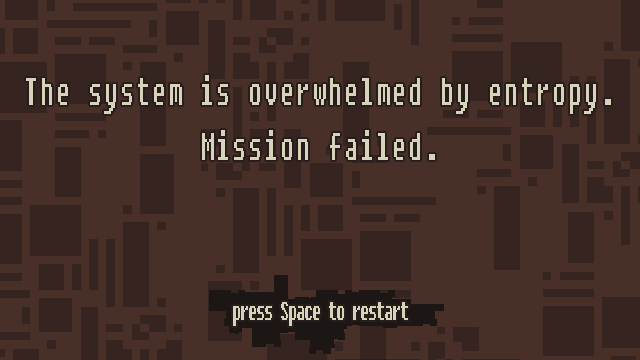 The system is overwhelmed by entropy.
Mission failed.
press Space to restart